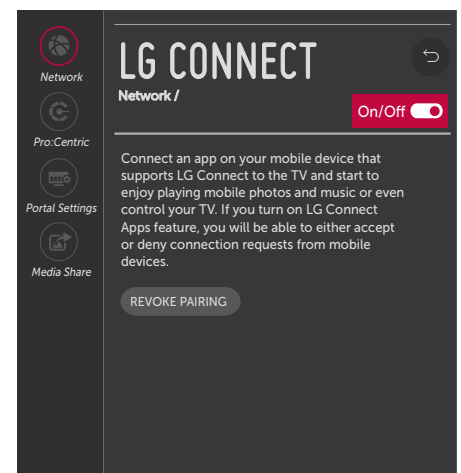 Network
Pro:Centric
Portal Settings
Media Share
LG CONNECT
Network /
On/Off
Connect an app on your mobile device that
supports LG Connect to the TV and start to
enjoy playing mobile photos and music or even
control your TV. If you turn on LG Connect
Apps feature, you will be able to either accept
or deny connection requests from mobile
devices.
REVOKE PAIRING